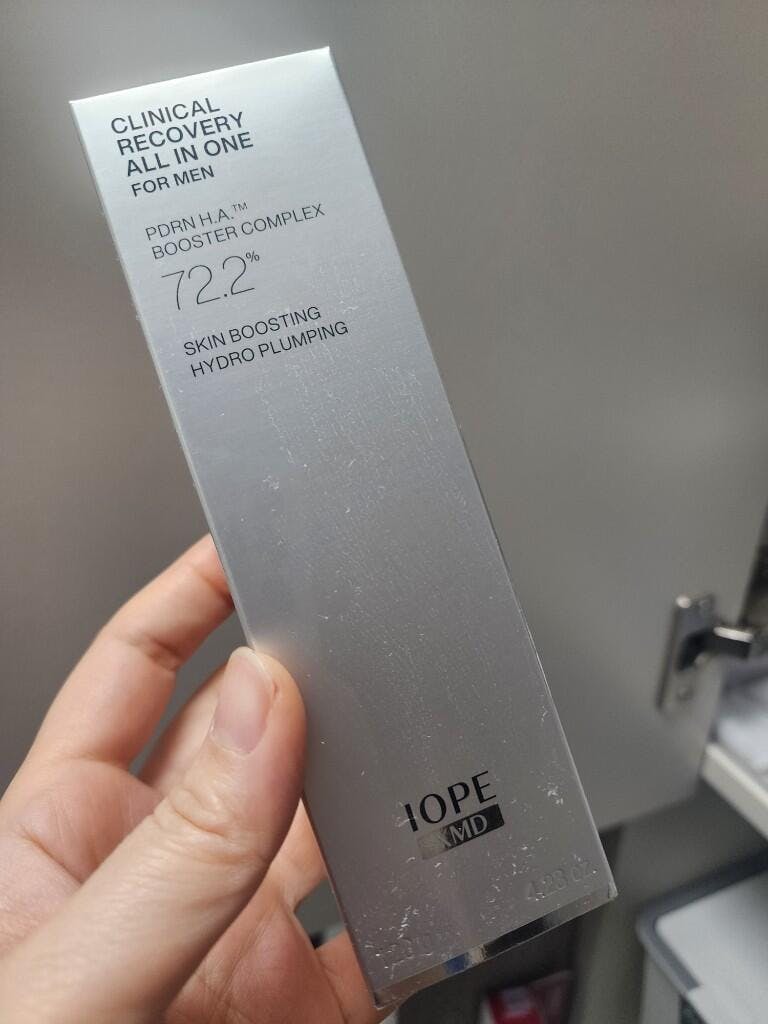 CLINICAL
RECOVERY
ALL IN ONE
FOR MEN
PDRN H.A.™
BOOSTER COMPLEX
72.2%
SKIN BOOSTING
HYDRO PLUMPING
IOPE
XMD